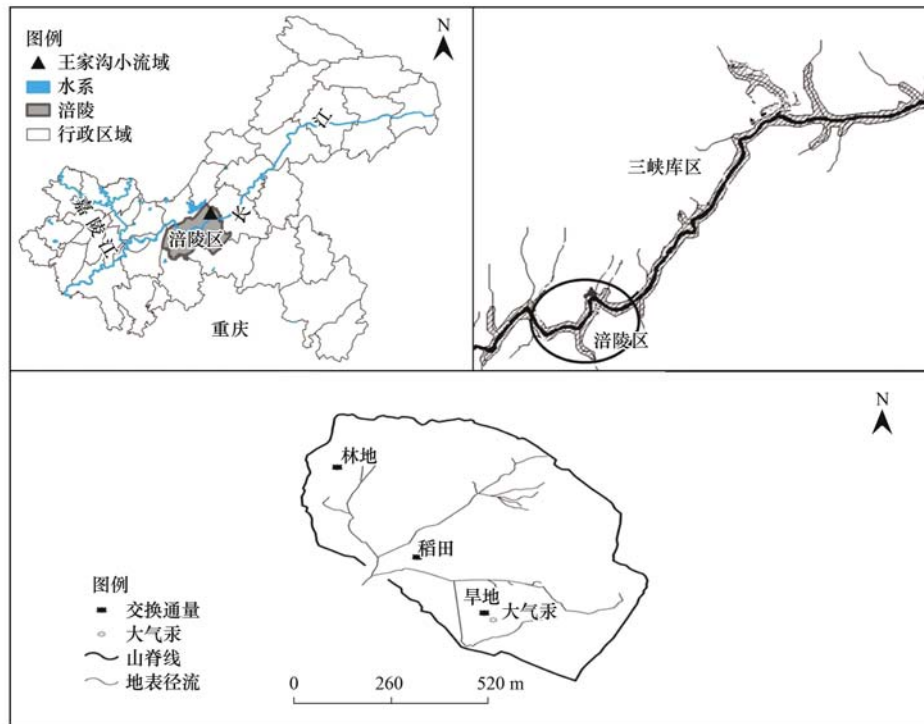 图例
王家沟小流域
水系
涪陵
行政区域
N
长
江
嘉
陵
江
涪陵区
重庆
三峡库区
涪陵区
N
林地
稻田
旱地
大气汞
图例
交换通量
大气汞
山脊线
地表径流
0 260 520 m